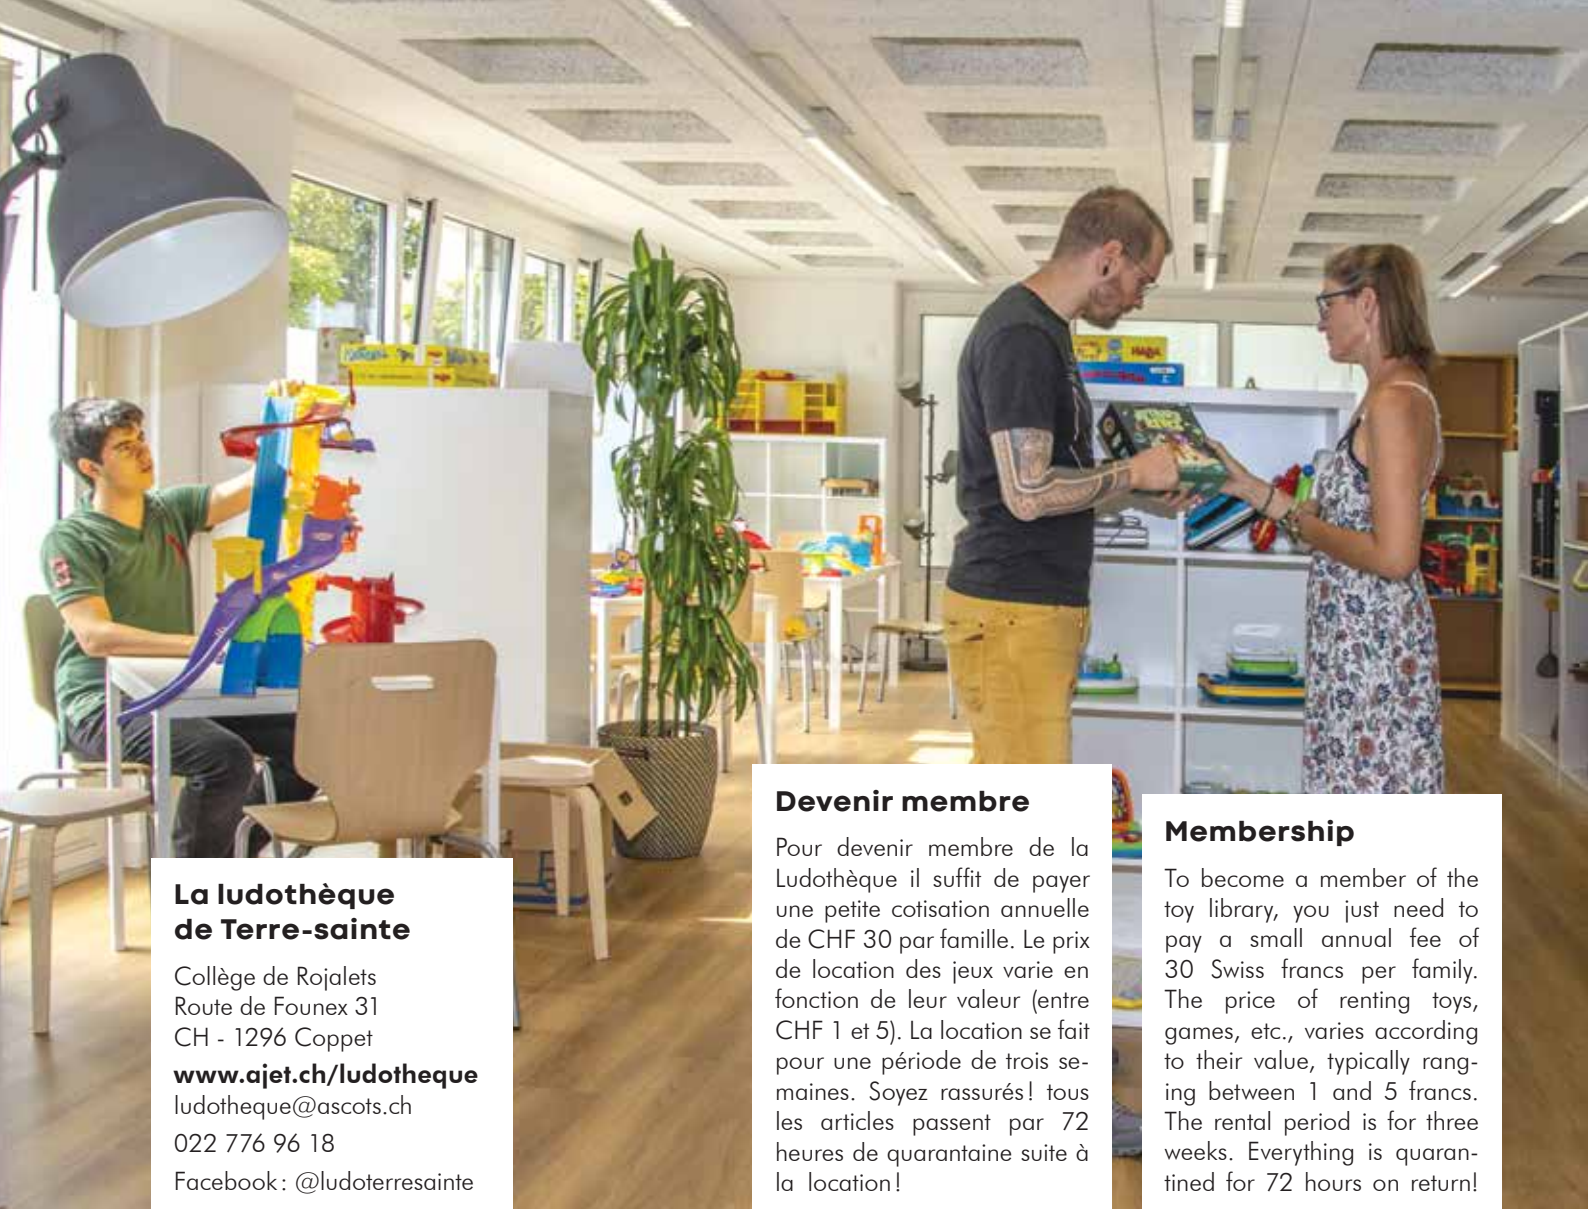 HABA
La ludothèque
de Terre-sainte
Collège de Rojalets
Route de Founex 31
CH - 1296 Coppet
www.ajet.ch/ludotheque
ludotheque@ascots.ch
022 776 96 18
Facebook : @ludoterresainte
Devenir membre
Pour devenir membre de la
Ludothèque il suffit de payer
une petite cotisation annuelle
de CHF 30 par famille. Le prix
de location des jeux varie en
fonction de leur valeur (entre
CHF 1 et 5). La location se fait
pour une période de trois se-
maines. Soyez rassurés ! tous
les articles passent par 72
heures de quarantaine suite à
la location !
Membership
To become a member of the
toy library, you just need to
pay a small annual fee of
30 Swiss francs per family.
The price of renting toys,
games, etc., varies according
to their value, typically rang-
ing between 1 and 5 francs.
The rental period is for three
weeks. Everything is quaran-
tined for 72 hours on return!